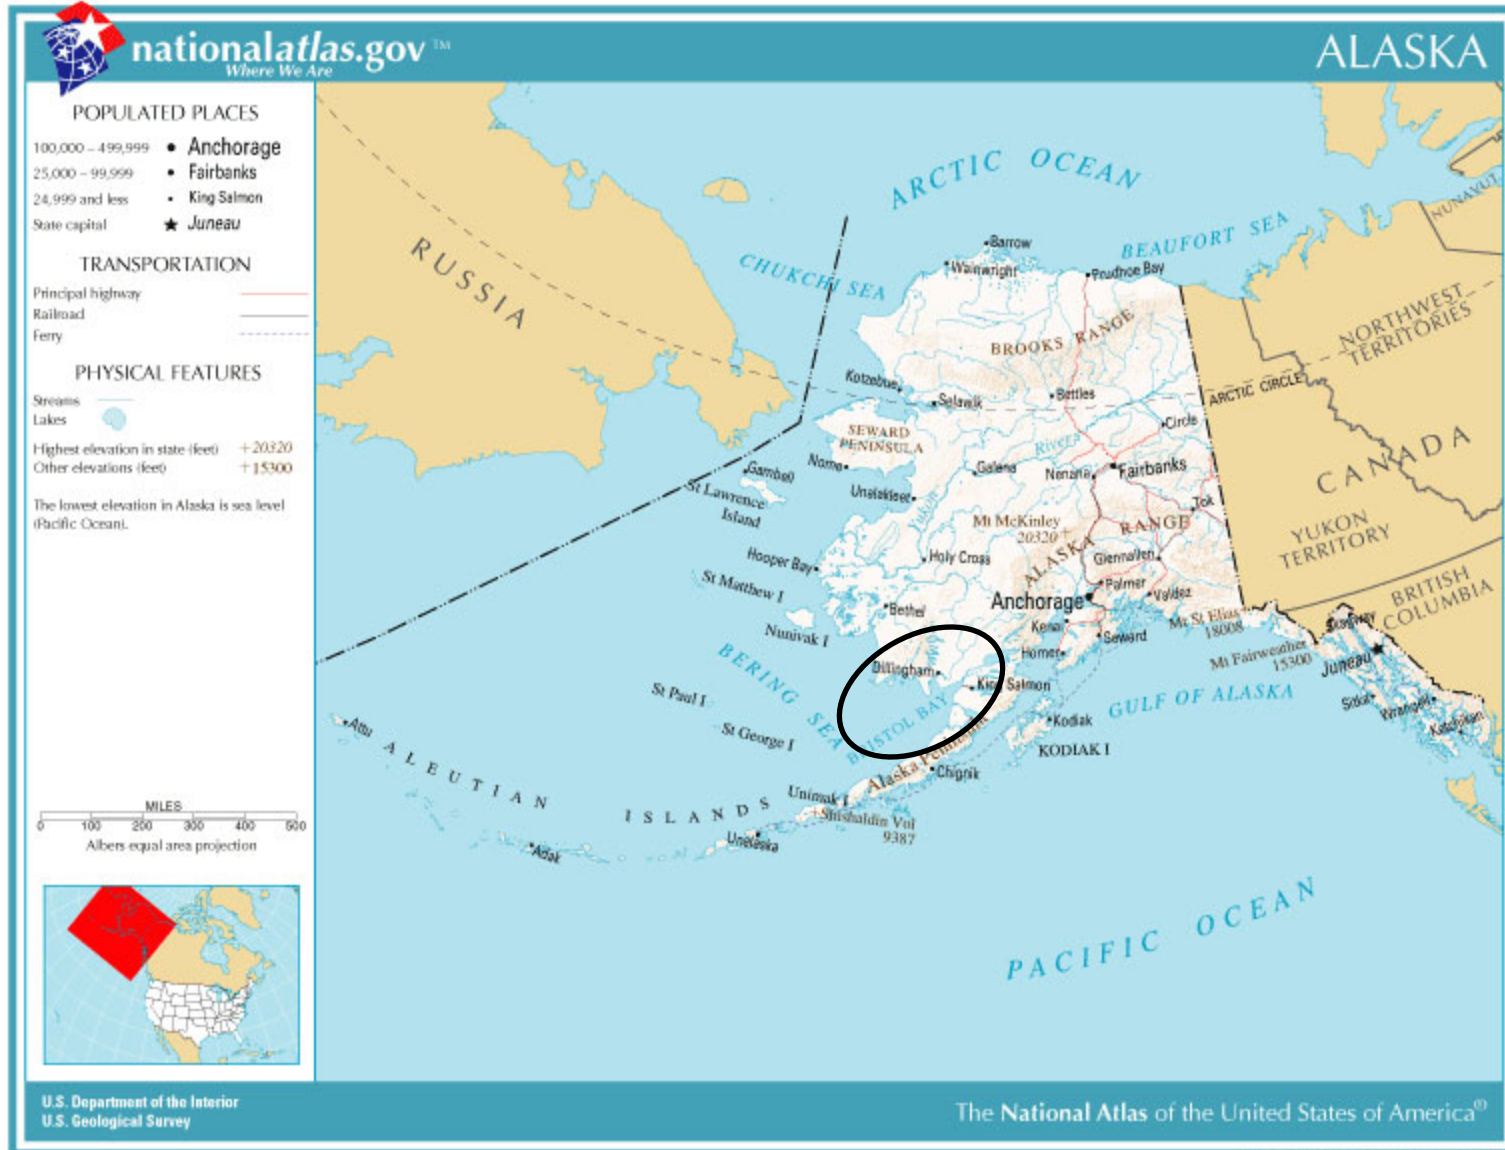 nationalatlas.gov™
Where We Are
ALASKA
POPULATED PLACES
100,000 – 499,999 Anchorage
25,000 – 99,999 Fairbanks
24,999 and less King Salmon
State capital Juneau
TRANSPORTATION
Principal highway
Railroad
Ferry
PHYSICAL FEATURES
Streams
Lakes
Highest elevation in state (feet) +20320
Other elevations (feet) +15300
The lowest elevation in Alaska is sea level
(Pacific Ocean).
MILES
0 100 200 300 400 500
Albers equal area projection
ARCTIC OCEAN
BEAUFORT SEA
CHUKCHI SEA
RUSSIA
NUNAVUT
NORTHWEST
TERRITORIES
ARCTIC CIRCLE
CANADA
YUKON
TERRITORY
BRITISH
COLUMBIA
Barrow
Wainwright
Prudhoe Bay
BROOKS RANGE
Kotzebue
Selawik
Bettles
Circle
SEWARD
PENINSULA
River
Nome
Gambell
St Lawrence
Island
Unalakleet
Galena
Nenana
Fairbanks
Yukon
Tok
Mt McKinley
20320
ALASKA RANGE
Hooper Bay
Holy Cross
Glennallen
St Matthew I
Palmer
Valdez
Anchorage
Bethel
Nunivak I
Kenai
Seward
Homer
Mt St Elias
18008
Mt Fairweather
15300
Skagway
Juneau
Sitka
Wrangell
Ketchikan
Dillingham
King Salmon
BERING SEA
BRISTOL BAY
St Paul I
St George I
Kodiak
KODIAK I
GULF OF ALASKA
Alaska Peninsula
Chignik
Attu
ALEUTIAN ISLANDS
Unimak I
Shishaldin Vol
9387
Unalaska
Adak
PACIFIC OCEAN
U.S. Department of the Interior
U.S. Geological Survey
The National Atlas of the United States of America®